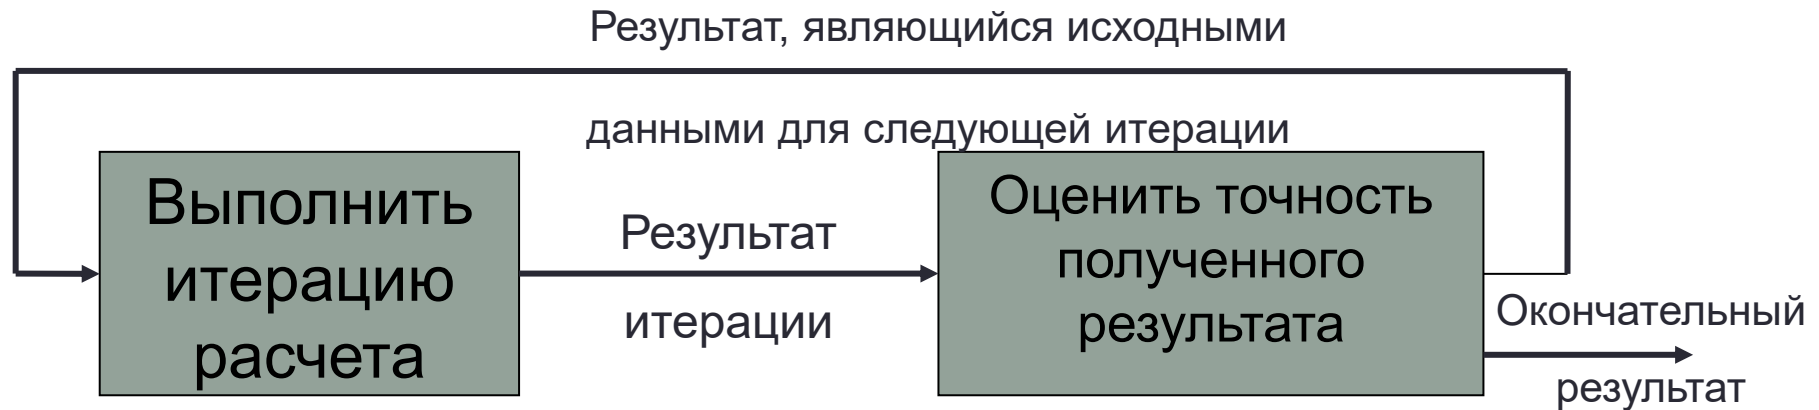 Результат, являющийся исходными
данными для следующей итерации
Выполнить
итерацию
расчета
Результат
итерации
Оценить точность
полученного
результата
Окончательный
результат